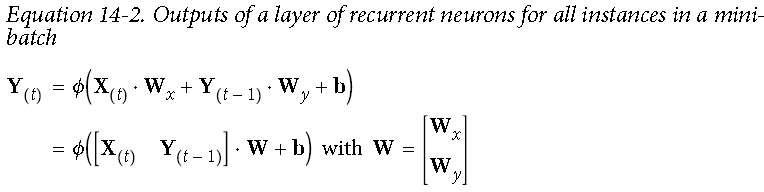 Equation 14-2. Outputs of a layer of recurrent neurons for all instances in a mini-
batch
Y(t) = ϕ(X(t) · Wx + Y(t – 1) · Wy + b)
= ϕ([X(t) Y(t – 1)] · W + b) with W = [Wx
Wy]